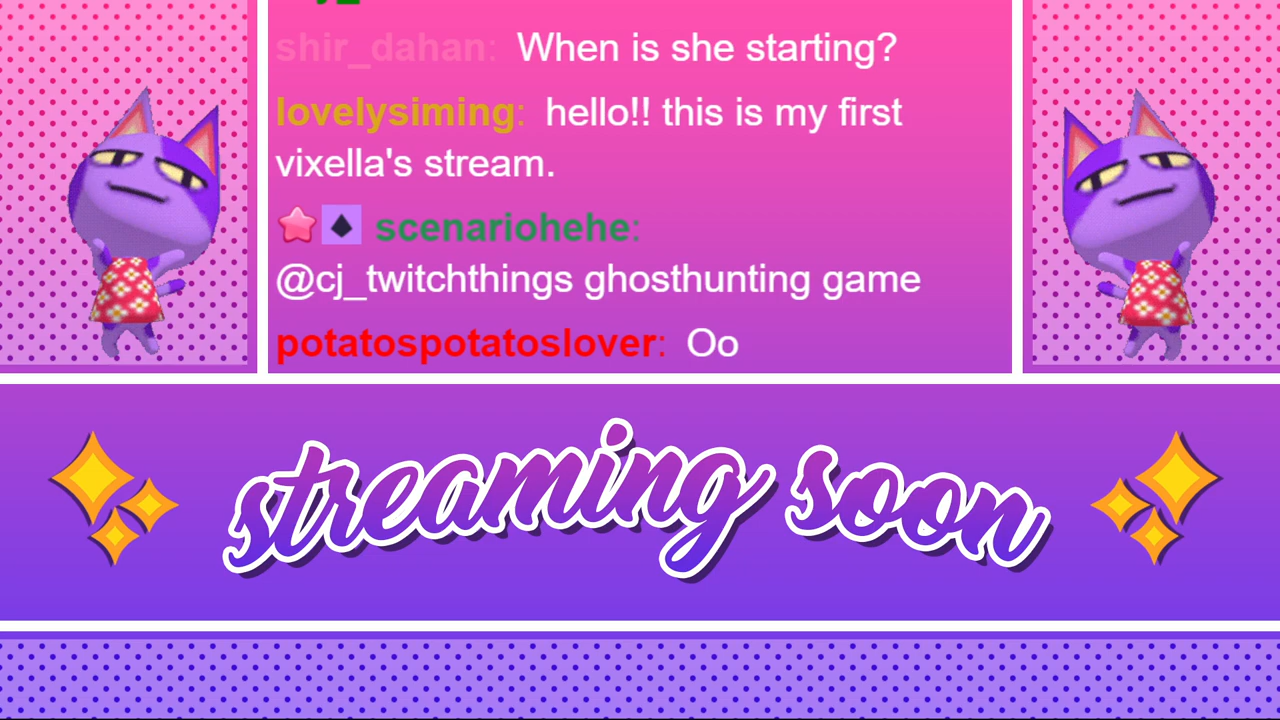 shir_dahan: When is she starting?
lovelysiming: hello!! this is my first
vixella's stream.
scenariohehe:
@cj_twitchthings ghosthunting game
potatospotatoslover: Oo
streaming soon